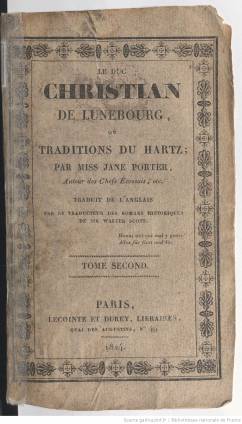 LE DUC
CHRISTIAN
DE LUNEBOURG,
OU
TRADITIONS DU HARTZ;
PAR MISS JANE PORTER,
Auteur des Chefs Écossais, etc.
TRADUIT DE L'ANGLAIS
PAR LE TRADUCTEUR DES ROMANS HISTORIQUES
DE SIR WALTER SCOTT.
TOME SECOND.
PARIS,
LECOINTE ET DUREY, LIBRAIRES,
QUAI DES AUGUSTINS, N° 49
1824.
Source gallica.bnf.fr / Bibliothèque nationale de France